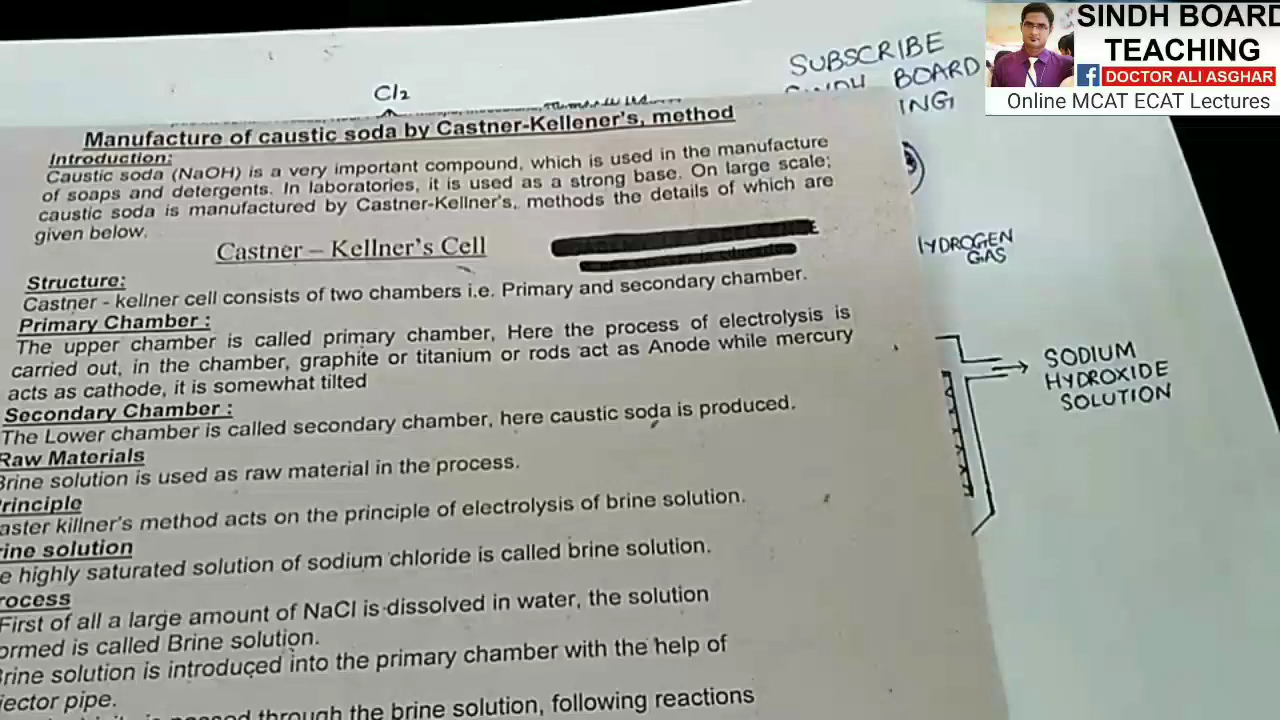 SINDH BOARD
TEACHING
DOCTOR ALI ASGHAR
Online MCAT ECAT Lectures
SUBSCRIBE
BOARD
ING
Cl2
Manufacture of caustic soda by Castner-Kellener's, method
Introduction:
Caustic soda (NaOH) is a very important compound, which is used in the manufacture
of soaps and detergents. In laboratories, it is used as a strong base. On large scale;
caustic soda is manufactured by Castner-Kellner's, methods the details of which are
given below.
Castner – Kellner's Cell
Structure:
Castner - kellner cell consists of two chambers i.e. Primary and secondary chamber.
Primary Chamber :
The upper chamber is called primary chamber, Here the process of electrolysis is
carried out, in the chamber, graphite or titanium or rods act as Anode while mercury
acts as cathode, it is somewhat tilted
Secondary Chamber :
The Lower chamber is called secondary chamber, here caustic soda is produced.
Raw Materials
Brine solution is used as raw material in the process.
rinciple
aster killner's method acts on the principle of electrolysis of brine solution.
rine solution
e highly saturated solution of sodium chloride is called brine solution.
rocess
First of all a large amount of NaCl is dissolved in water, the solution
ormed is called Brine solution.
Brine solution is introduced into the primary chamber with the help of
jector pipe.
passed through the brine solution, following reactions
HYDROGEN
GAS
SODIUM
HYDROXIDE
SOLUTION